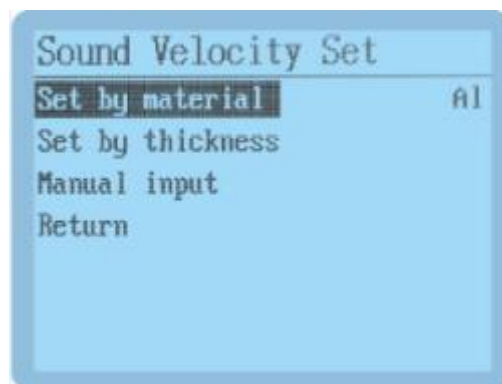 Sound Velocity Set
Set by material Al
Set by thickness
Manual input
Return